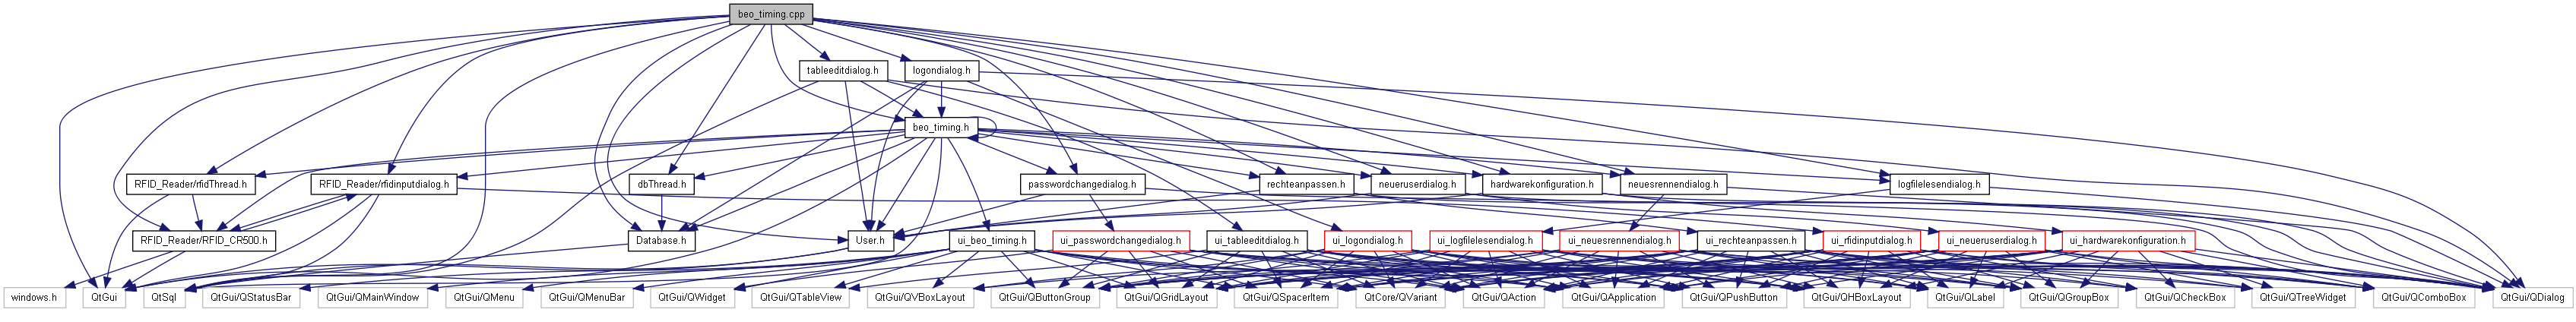 beo_timing.cpp
tableeditdialog.h
logondialog.h
beo_timing.h
RFID_Reader/rfidThread.h
RFID_Reader/rfidinputdialog.h
dbThread.h
passwordchangedialog.h
rechteanpassen.h
neueruserdialog.h
hardwarekonfiguration.h
neuesrennendialog.h
logfilelesendialog.h
RFID_Reader/RFID_CR500.h
Database.h
User.h
ui_beo_timing.h
ui_passwordchangedialog.h
ui_tableeditdialog.h
ui_logondialog.h
ui_logfilelesendialog.h
ui_neuesrennendialog.h
ui_rechteanpassen.h
ui_rfidinputdialog.h
ui_neueruserdialog.h
ui_hardwarekonfiguration.h
windows.h
QtGui
QtSql
QtGui/QStatusBar
QtGui/QMainWindow
QtGui/QMenu
QtGui/QMenuBar
QtGui/QWidget
QtGui/QTableView
QtGui/QVBoxLayout
QtGui/QButtonGroup
QtGui/QGridLayout
QtGui/QSpacerItem
QtCore/QVariant
QtGui/QAction
QtGui/QApplication
QtGui/QPushButton
QtGui/QHBoxLayout
QtGui/QLabel
QtGui/QGroupBox
QtGui/QCheckBox
QtGui/QTreeWidget
QtGui/QComboBox
QtGui/QDialog